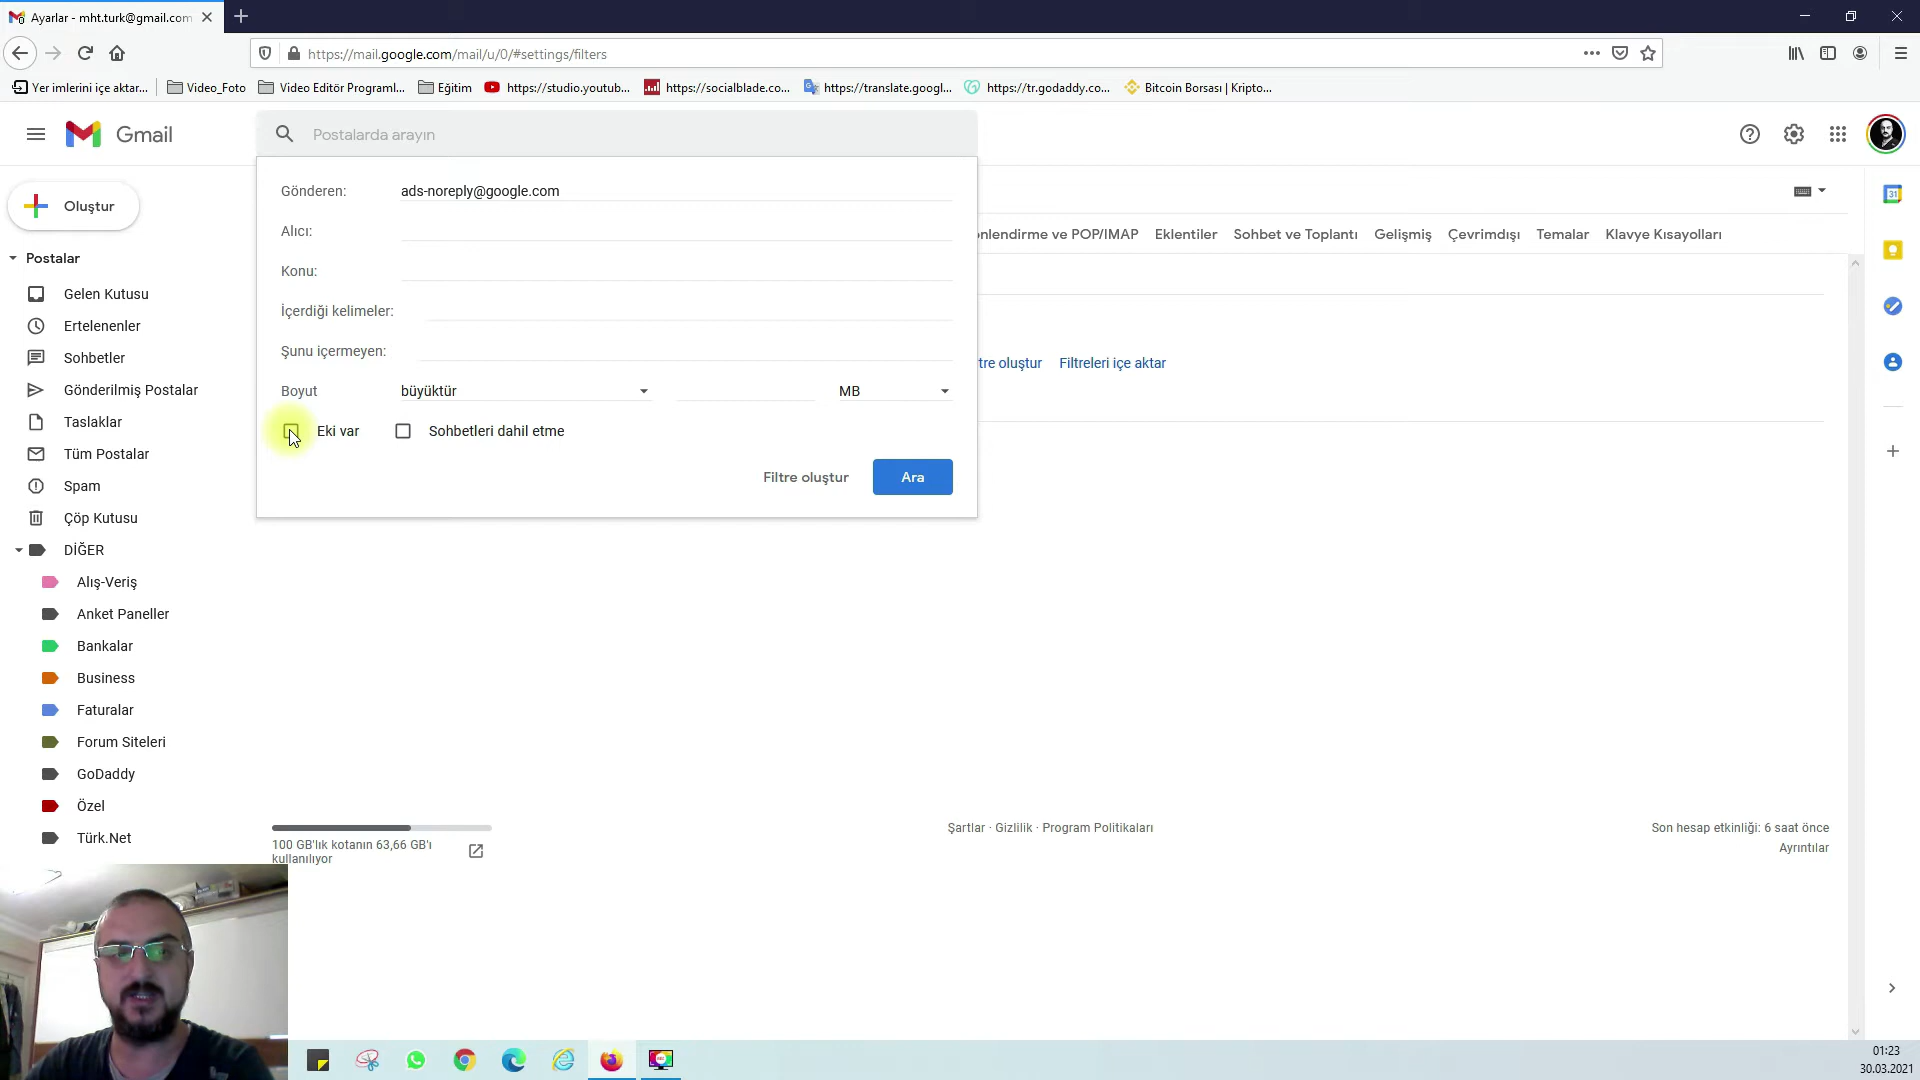 Ayarlar - mht.turk@gmail.com
https://mail.google.com/mail/u/0/#settings/filters
Yer imlerini içe aktar... Video_Foto Video Editör Programl... Eğitim https://studio.youtub... https://socialblade.co... https://translate.googl... https://tr.godaddy.co... Bitcoin Borsası | Kripto...
Gmail
Postalarda arayın
Oluştur
Postalar
Gelen Kutusu
Ertelenenler
Sohbetler
Gönderilmiş Postalar
Taslaklar
Tüm Postalar
Spam
Çöp Kutusu
DİĞER
Alış-Veriş
Anket Paneller
Bankalar
Business
Faturalar
Forum Siteleri
GoDaddy
Özel
Türk.Net
Gönderen: ads-noreply@google.com
Alıcı:
Konu:
İçerdiği kelimeler:
Şunu içermeyen:
Boyut büyüktür MB
Eki var Sohbetleri dahil etme
Filtre oluştur Ara
nlendirme ve POP/IMAP Eklentiler Sohbet ve Toplantı Gelişmiş Çevrimdışı Temalar Klavye Kısayolları
tre oluştur Filtreleri içe aktar
31
100 GB'lık kotanın 63,66 GB'ı
kullanılıyor
Şartlar · Gizlilik · Program Politikaları
Son hesap etkinliği: 6 saat önce
Ayrıntılar
01:23
30.03.2021